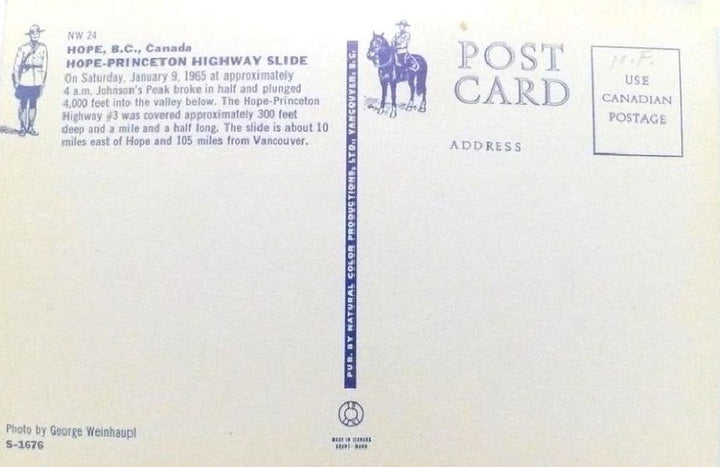 NW 24
HOPE, B.C., Canada
HOPE-PRINCETON HIGHWAY SLIDE
On Saturday, January 9, 1965 at approximately
4 a.m. Johnson's Peak broke in half and plunged
4,000 feet into the valley below. The Hope-Princeton
Highway #3 was covered approximately 300 feet
deep and a mile and a half long. The slide is about 10
miles east of Hope and 105 miles from Vancouver.
Photo by George Weinhaupl
S-1676
PUB. BY NATURAL COLOR PRODUCTIONS, LTD., VANCOUVER, B.C.
MADE IN CANADA
GRANT-MANN
POST
CARD
ADDRESS
USE
CANADIAN
POSTAGE